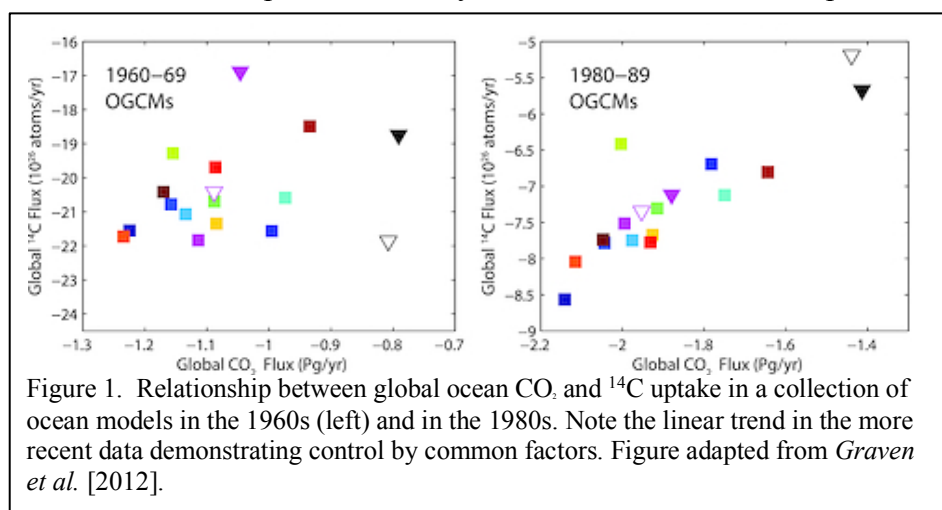 1960–69
OGCMs
Global ¹⁴C Flux (10²⁶ atoms/yr)
−16
−17
−18
−19
−20
−21
−22
−23
−24
−1.3 −1.2 −1.1 −1 −0.9 −0.8 −0.7
Global CO₂ Flux (Pg/yr)
1980–89
OGCMs
Global ¹⁴C Flux (10²⁶ atoms/yr)
−5
−5.5
−6
−6.5
−7
−7.5
−8
−8.5
−9
−2.2 −2 −1.8 −1.6 −1.4
Global CO₂ Flux (Pg/yr)
Figure 1. Relationship between global ocean CO₂ and ¹⁴C uptake in a collection of
ocean models in the 1960s (left) and in the 1980s. Note the linear trend in the more
recent data demonstrating control by common factors. Figure adapted from Graven
et al. [2012].